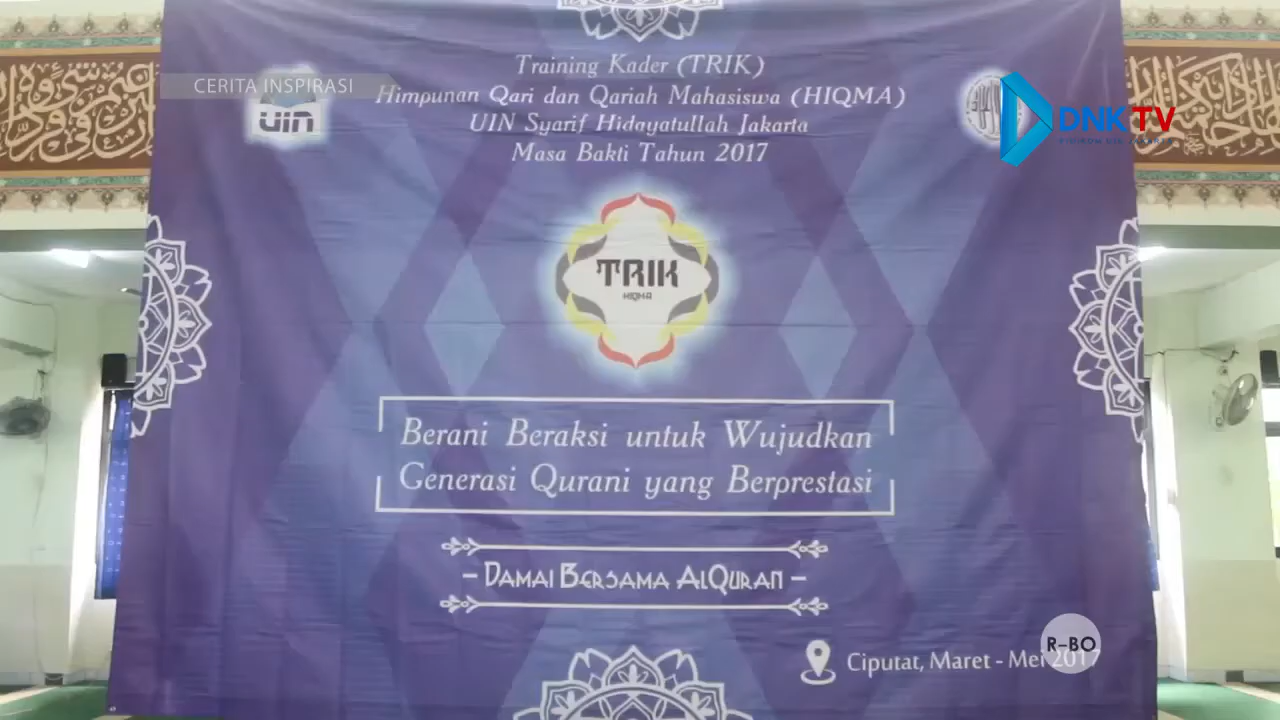 CERITA INSPIRASI
uin
DNK TV
Training Kader (TRIK)
Himpunan Qari dan Qariah Mahasiswa (HIQMA)
UIN Syarif Hidayatullah Jakarta
Masa Bakti Tahun 2017
TRIK
HIQMA
Berani Beraksi untuk Wujudkan
Generasi Qurani yang Berprestasi
– DAMAI BERSAMA ALQURAN –
R-BO
Ciputat, Maret - Mei 2017